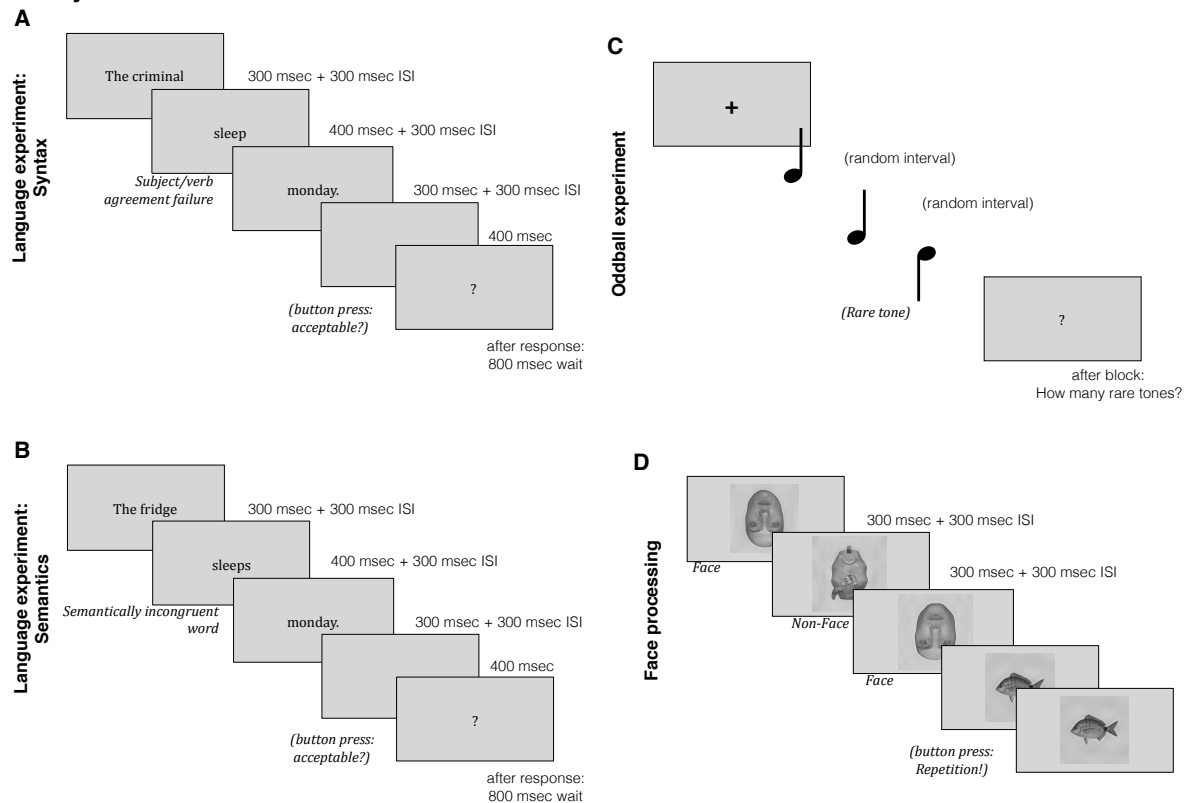 A
Language experiment:
Syntax
The criminal
300 msec + 300 msec ISI
sleep
400 msec + 300 msec ISI
Subject/verb
agreement failure
monday.
300 msec + 300 msec ISI
400 msec
?
(button press:
acceptable?)
after response:
800 msec wait
B
Language experiment:
Semantics
The fridge
300 msec + 300 msec ISI
sleeps
400 msec + 300 msec ISI
Semantically incongruent
word
monday.
300 msec + 300 msec ISI
400 msec
?
(button press:
acceptable?)
after response:
800 msec wait
C
Oddball experiment
+
(random interval)
(random interval)
(Rare tone)
?
after block:
How many rare tones?
D
Face processing
300 msec + 300 msec ISI
Face
300 msec + 300 msec ISI
Non-Face
Face
(button press:
Repetition!)